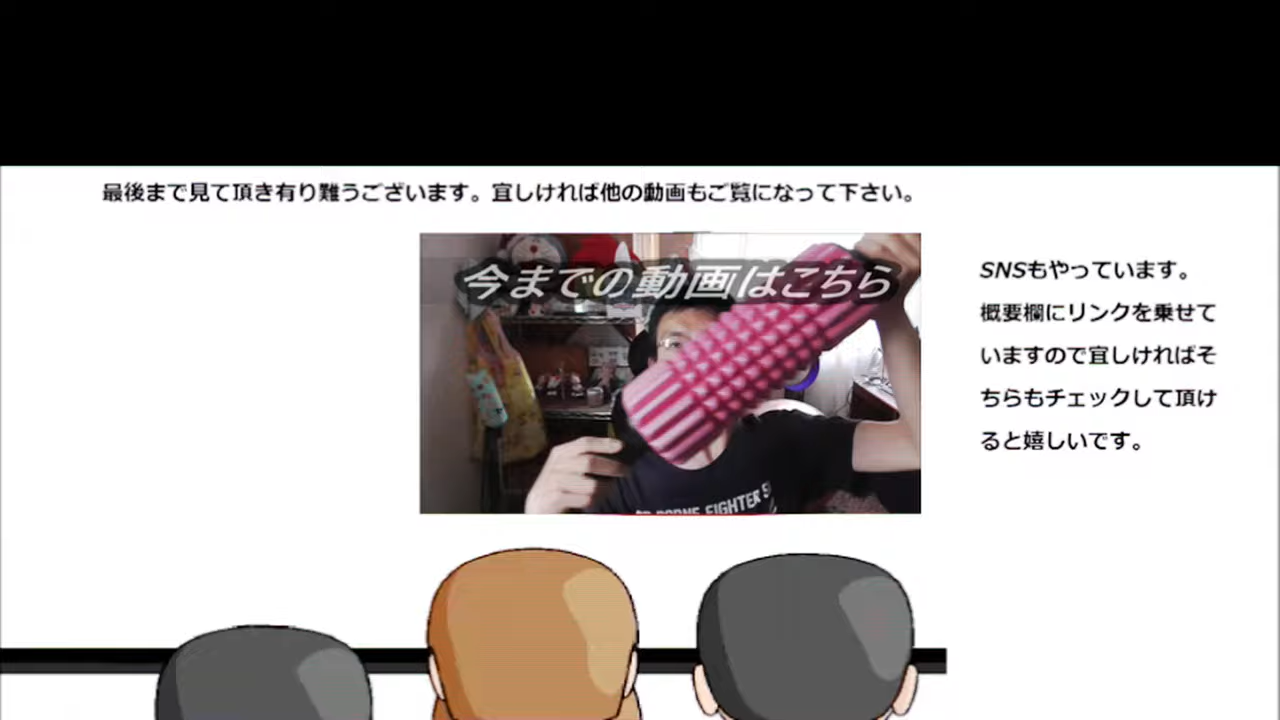 最後まで見て頂き有り難うございます。宜しければ他の動画もご覧になって下さい。
今までの動画はこちら
SNSもやっています。
概要欄にリンクを乗せて
いますので宜しければそ
ちらもチェックして頂け
ると嬉しいです。
FIGHTER